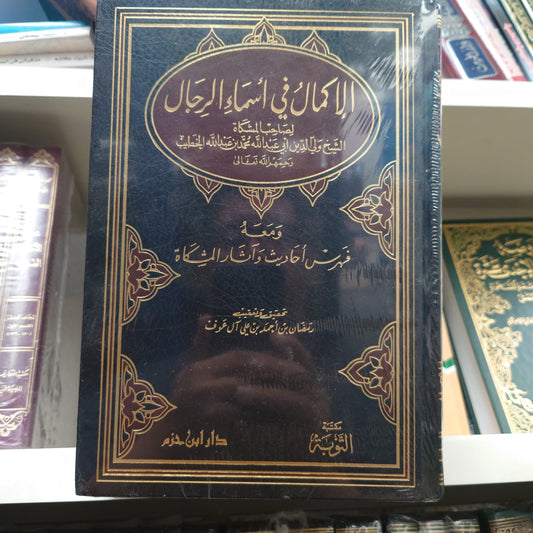 الإكمال في أسماء الرجال
لصاحب المشكاة
الشيخ ولي الدين أبي عبد الله محمد بن عبد الله الخطيب
رحمه الله تعالى
ومعه
فهرس أحاديث وآثار المشكاة
تحقيق وتعقيب
رمضان بن أحمد بن علي آل عوف
مكتبة
التوبة
دار ابن حزم